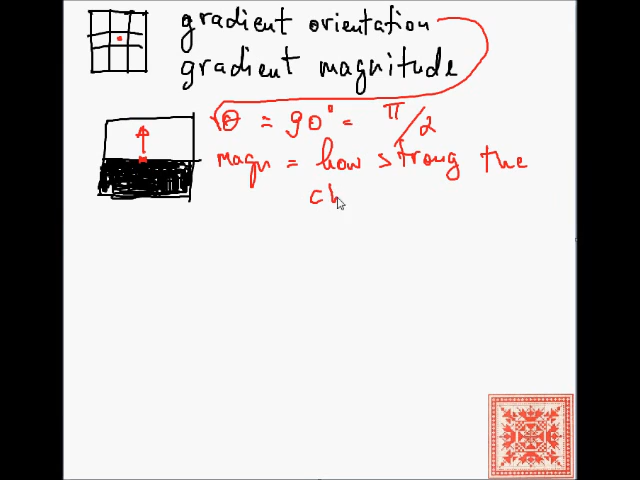 gradient orientation
gradient magnitude
θ = 90° = π/2
magn = how strong the
ch